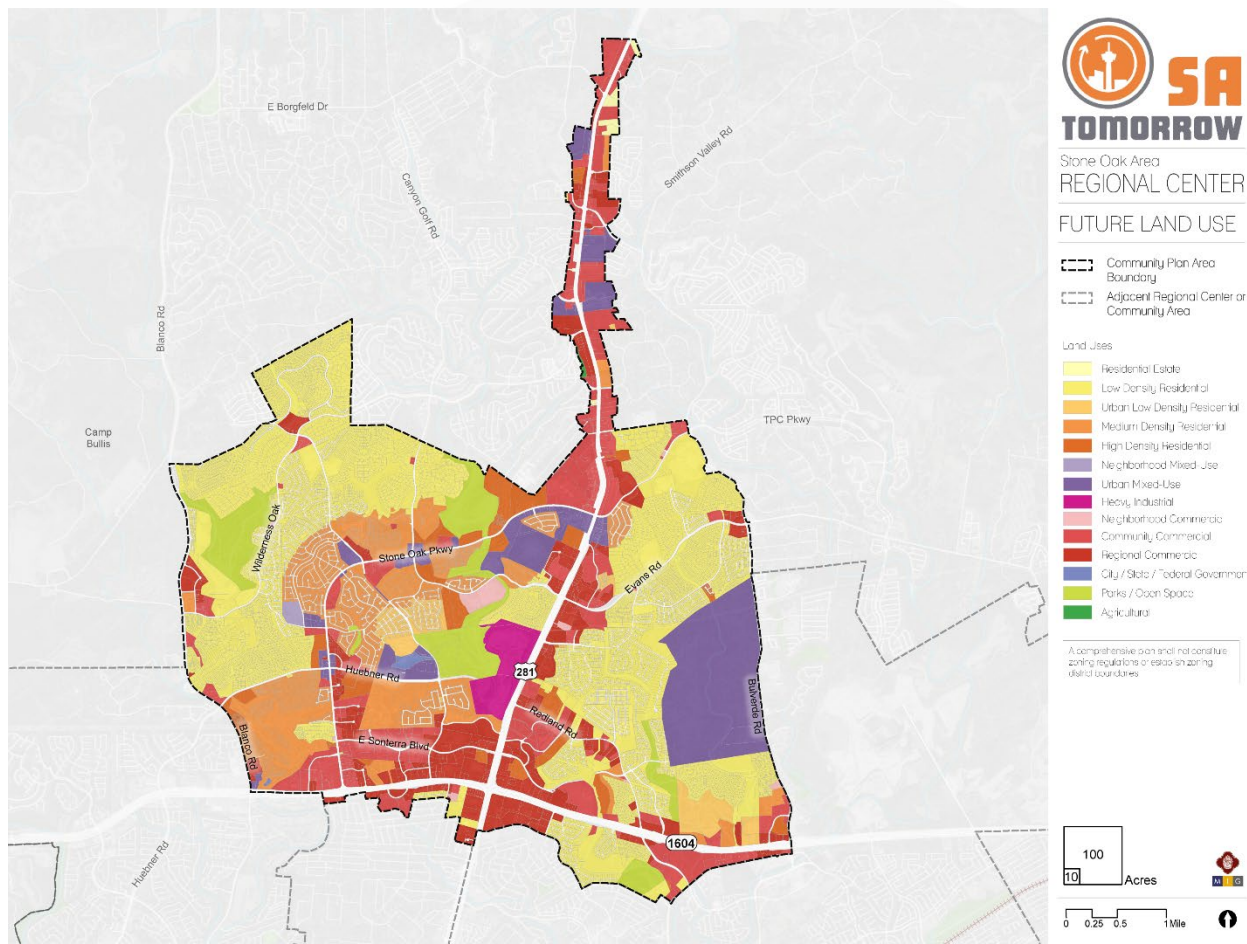 E Borgfeld Dr
Canyon Golf Rd
Smithson Valley Rd
Blanco Rd
Camp
Bullis
TPC Pkwy
Wilderness Oak
Stone Oak Pkwy
Evans Rd
Huebner Rd
281
Redland Rd
Bulverde Rd
Blanco Rd
E Sonterra Blvd
1604
Huebner Rd
SA
TOMORROW
Stone Oak Area
REGIONAL CENTER
FUTURE LAND USE
Community Plan Area
Boundary
Adjacent Regional Center or
Community Area
Land Uses
Residential Estate
Low Density Residential
Urban Low Density Residential
Medium Density Residential
High Density Residential
Neighborhood Mixed-Use
Urban Mixed-Use
Heavy Industrial
Neighborhood Commercia
Community Commercial
Regional Commercia
City / State / Federal Governmen
Parks / Open Space
Agricultural
A comprehensive plan shall not constitute
zoning regulations or establish zoning
district boundaries
100
10
Acres
M I G
0 0.25 0.5 1 Mile